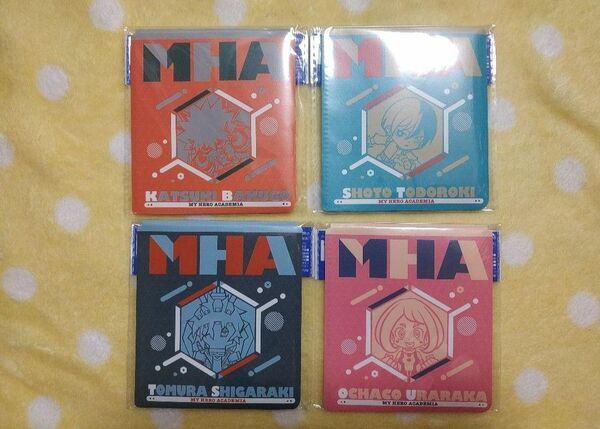 MHA
KATSUKI BAKUGO
MY HERO ACADEMIA
MHA
SHOTO TODOROKI
MY HERO ACADEMIA
MHA
TOMURA SHIGARAKI
MY HERO ACADEMIA
MHA
OCHACO URARAKA
MY HERO ACADEMIA